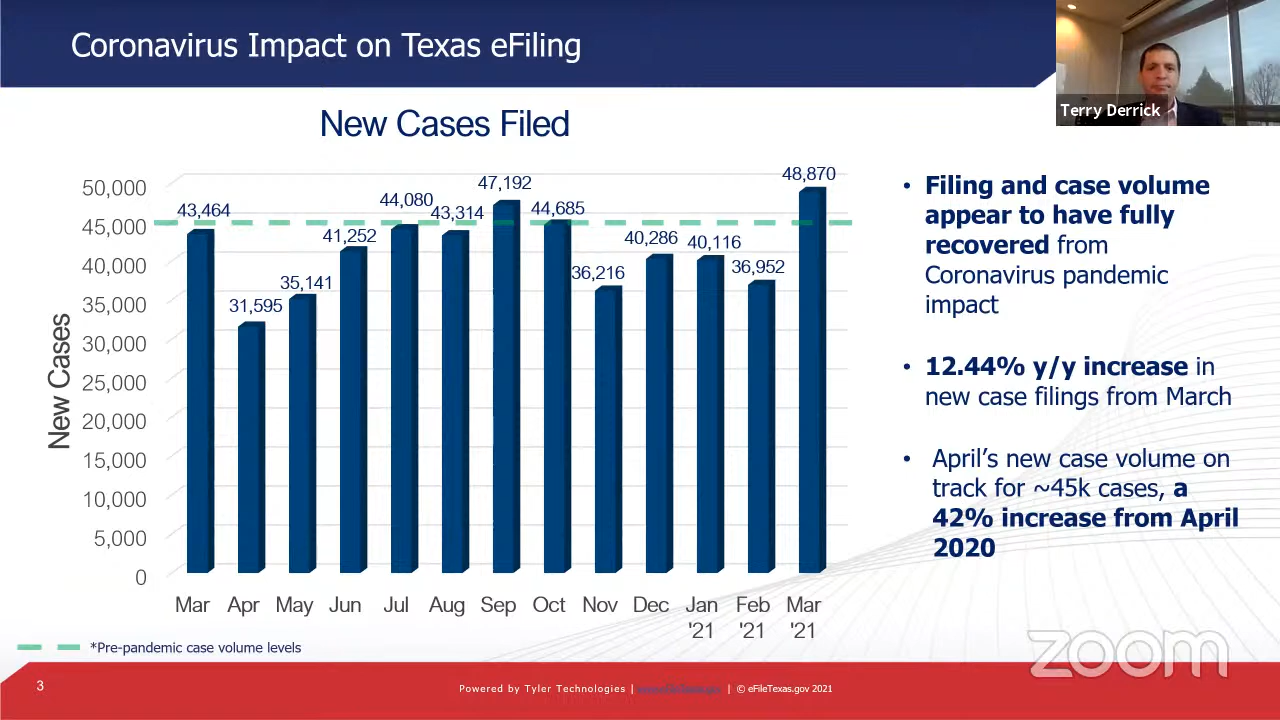 Coronavirus Impact on Texas eFiling
Terry Derrick
New Cases Filed
New Cases
50,000
45,000
40,000
35,000
30,000
25,000
20,000
15,000
10,000
5,000
0
43,464
31,595
35,141
41,252
44,080
43,314
47,192
44,685
36,216
40,286
40,116
36,952
48,870
Mar Apr May Jun Jul Aug Sep Oct Nov Dec Jan Feb Mar
'21 '21 '21
*Pre-pandemic case volume levels
• Filing and case volume
appear to have fully
recovered from
Coronavirus pandemic
impact
• 12.44% y/y increase in
new case filings from March
• April’s new case volume on
track for ~45k cases, a
42% increase from April
2020
zoom
3
Powered by Tyler Technologies | | © eFileTexas.gov 2021